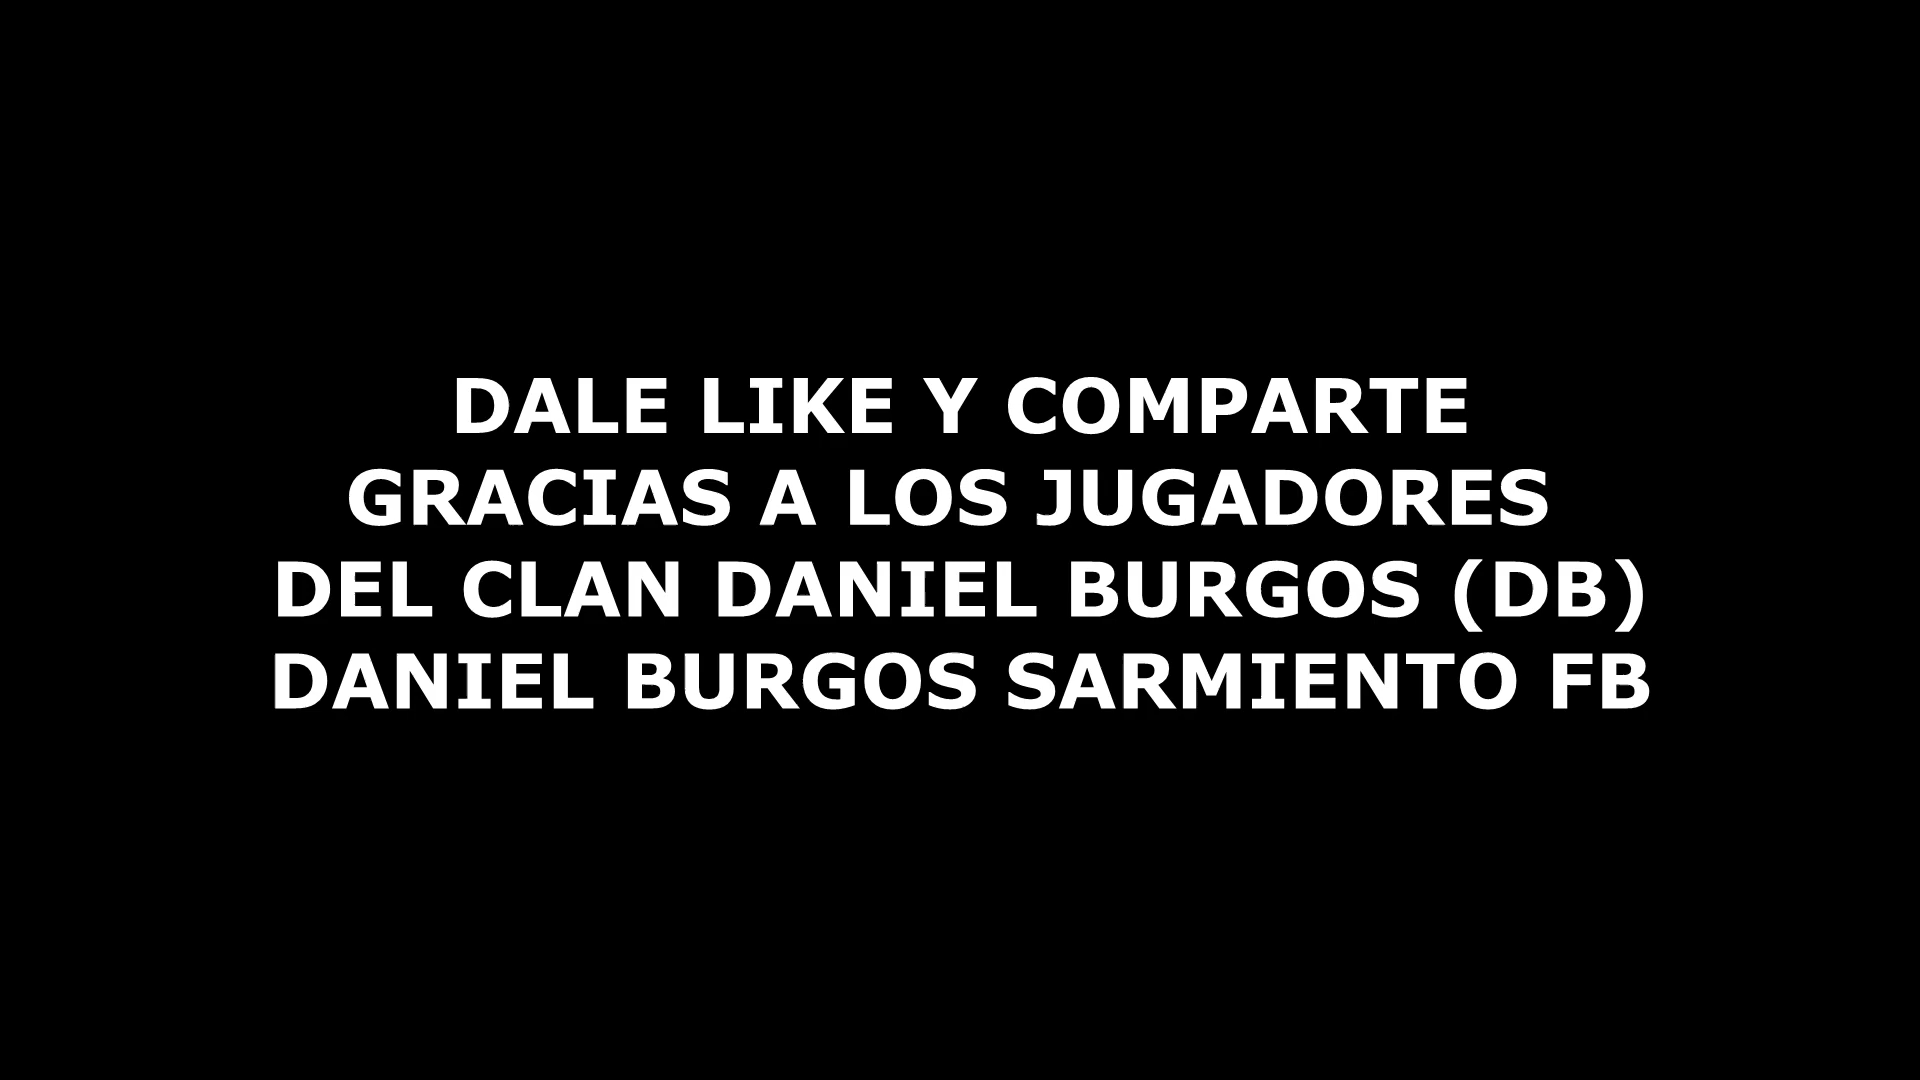 DALE LIKE Y COMPARTE
GRACIAS A LOS JUGADORES
DEL CLAN DANIEL BURGOS (DB)
DANIEL BURGOS SARMIENTO FB